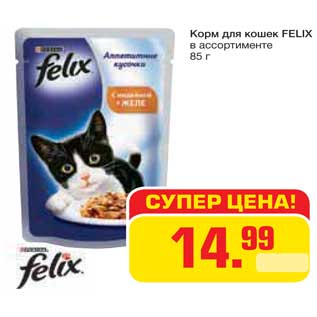 Корм для кошек FELIX
в ассортименте
85 г
PURINA
felix
Аппетитные
кусочки
С индейкой
в ЖЕЛЕ
СУПЕР ЦЕНА!
14.99
PURINA
felix